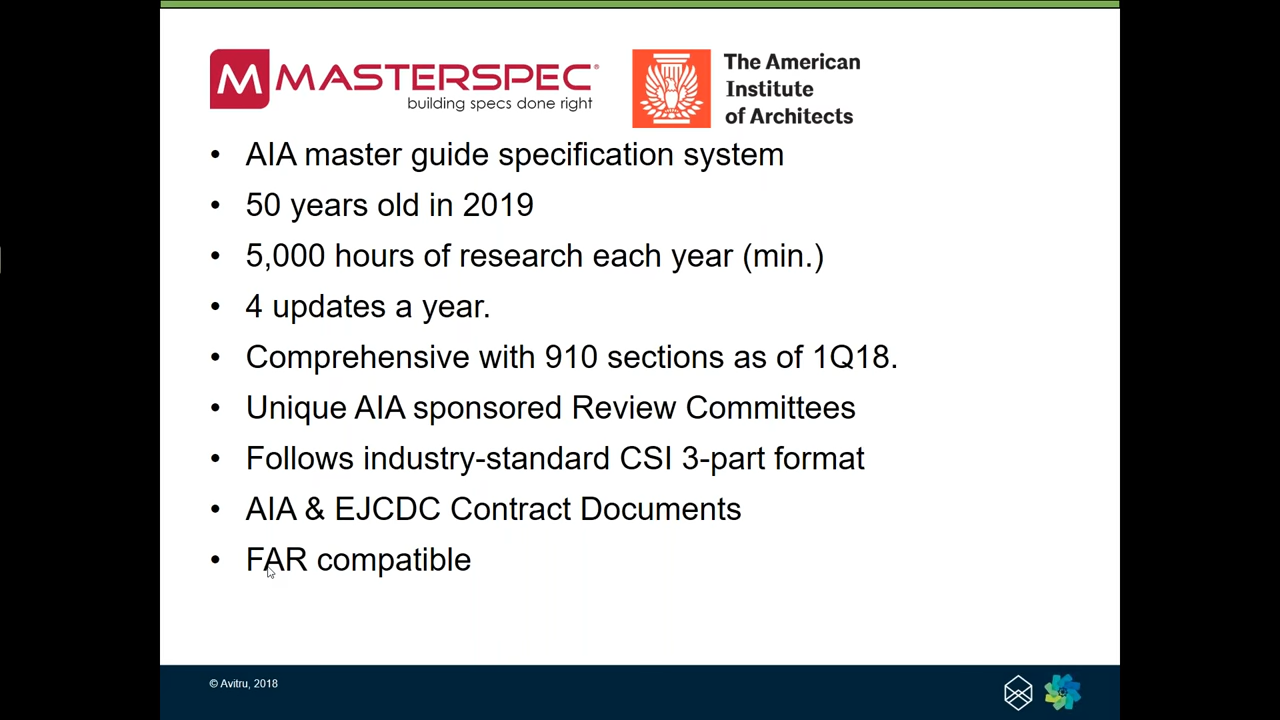 MMASTERSPEC®
building specs done right
The American
Institute
of Architects
• AIA master guide specification system
• 50 years old in 2019
• 5,000 hours of research each year (min.)
• 4 updates a year.
• Comprehensive with 910 sections as of 1Q18.
• Unique AIA sponsored Review Committees
• Follows industry-standard CSI 3-part format
• AIA & EJCDC Contract Documents
• FAR compatible
© Avitru, 2018